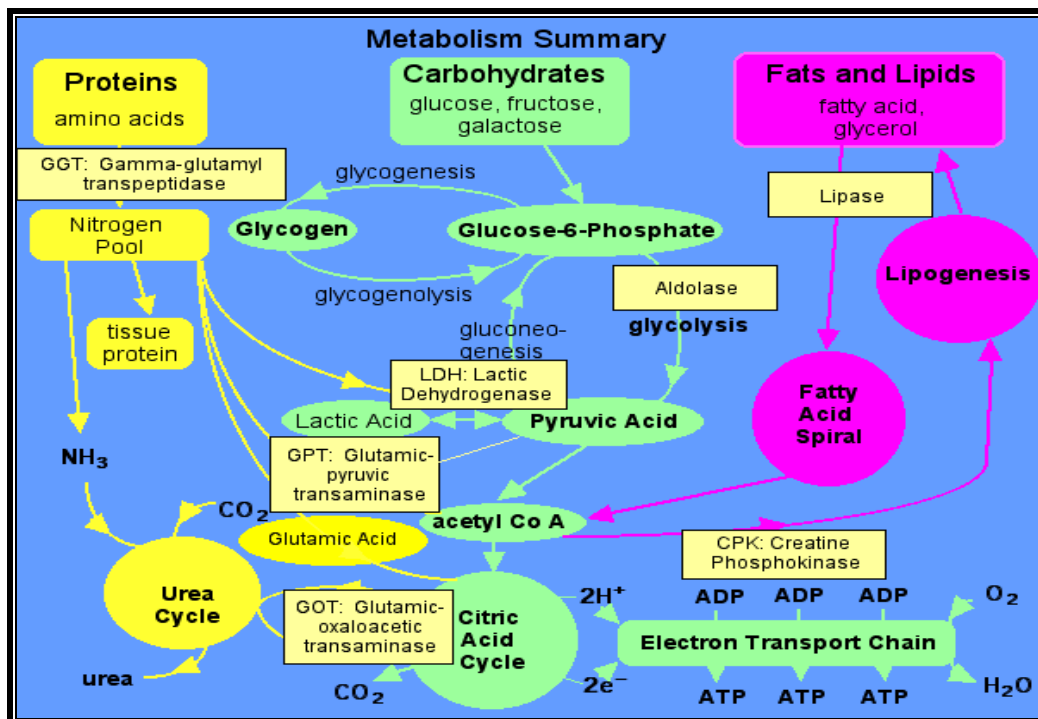 Metabolism Summary
Proteins
amino acids
Carbohydrates
glucose, fructose,
galactose
Fats and Lipids
fatty acid,
glycerol
GGT: Gamma-glutamyl
transpeptidase
glycogenesis
Lipase
Nitrogen
Pool
Glycogen
Glucose-6-Phosphate
Lipogenesis
glycogenolysis
Aldolase
glycolysis
tissue
protein
gluconeo-
genesis
LDH: Lactic
Dehydrogenase
Fatty
Acid
Spiral
Lactic Acid
Pyruvic Acid
NH3
GPT: Glutamic-
pyruvic
transaminase
CO2
acetyl Co A
Glutamic Acid
CPK: Creatine
Phosphokinase
Urea
Cycle
GOT: Glutamic-
oxaloacetic
transaminase
Citric
Acid
Cycle
2H+
ADP ADP ADP
O2
Electron Transport Chain
urea
CO2
2e−
ATP ATP ATP
H2O